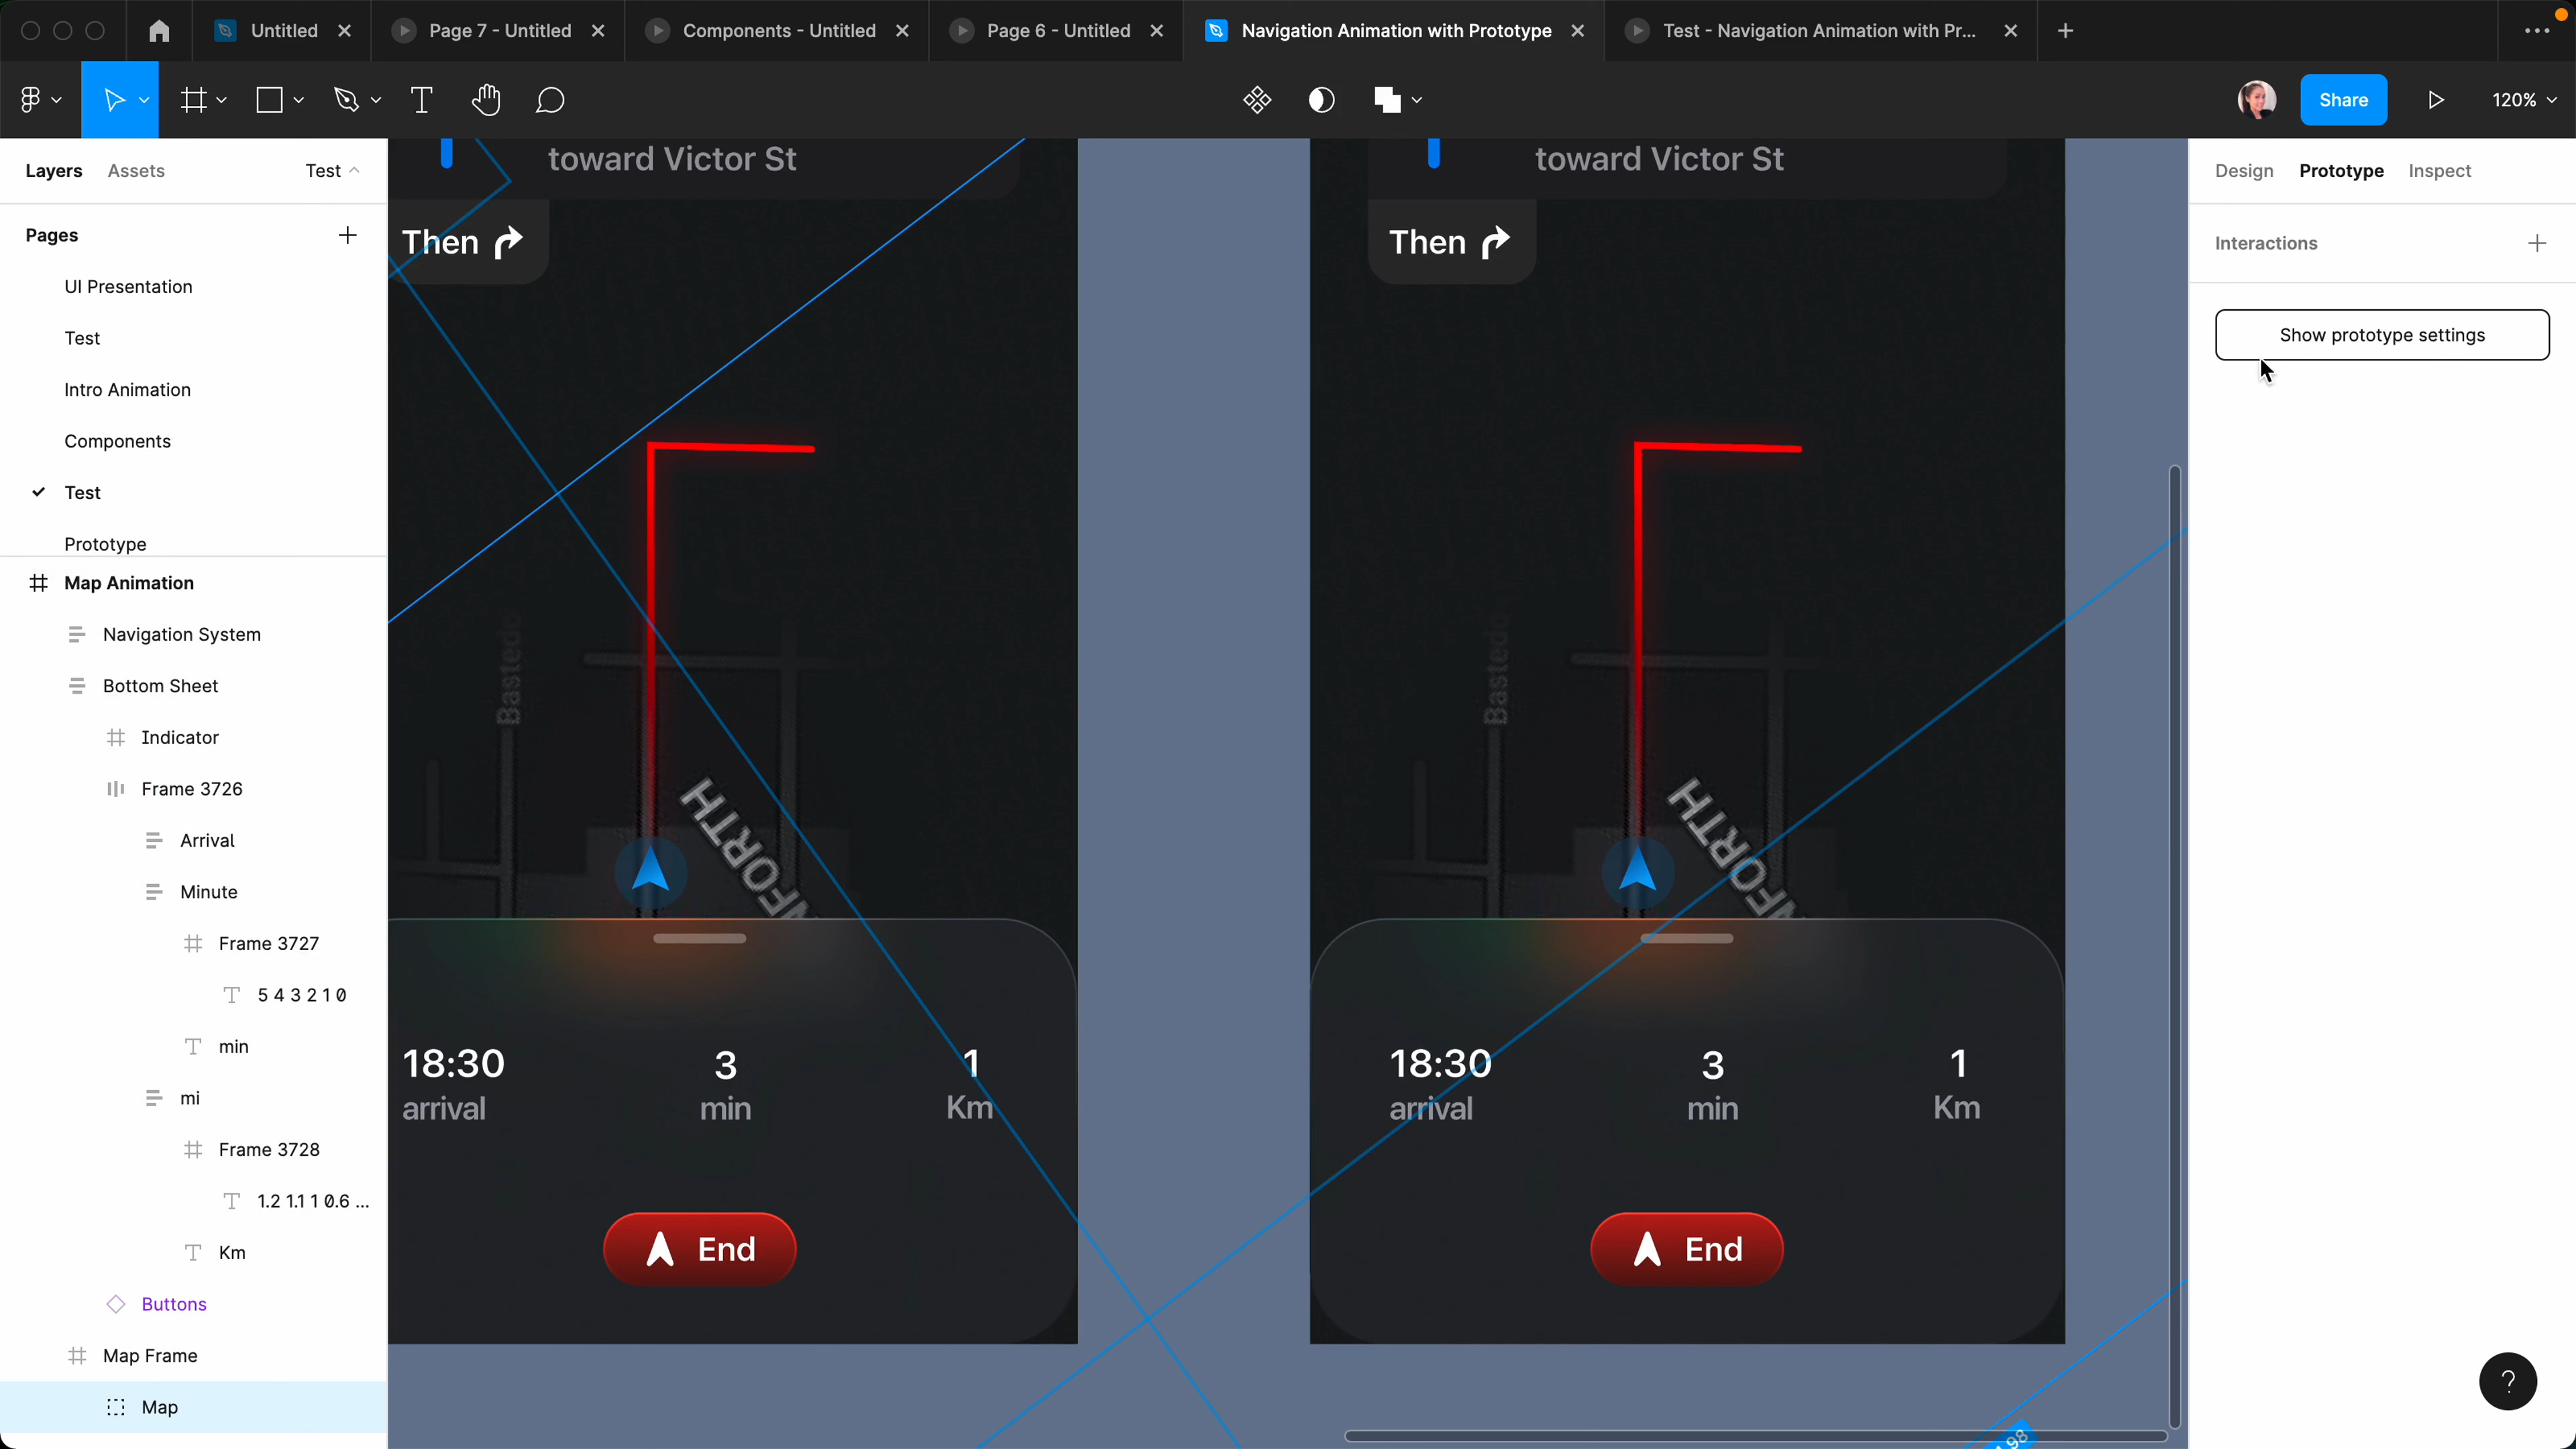 Untitled
Page 7 - Untitled
Components - Untitled
Page 6 - Untitled
Navigation Animation with Prototype
Test - Navigation Animation with Pr...
Share
120%
Layers
Assets
Test
Pages
UI Presentation
Test
Intro Animation
Components
Test
Prototype
Map Animation
Navigation System
Bottom Sheet
Indicator
Frame 3726
Arrival
Minute
Frame 3727
5 4 3 2 1 0
min
mi
Frame 3728
1.2 1.1 1 0.6 ...
Km
Buttons
Map Frame
Map
toward Victor St
Then
Bastedo
NFORTH
18:30
arrival
3
min
1
Km
End
toward Victor St
Then
Bastedo
NFORTH
18:30
arrival
3
min
1
Km
End
Design
Prototype
Inspect
Interactions
Show prototype settings
?